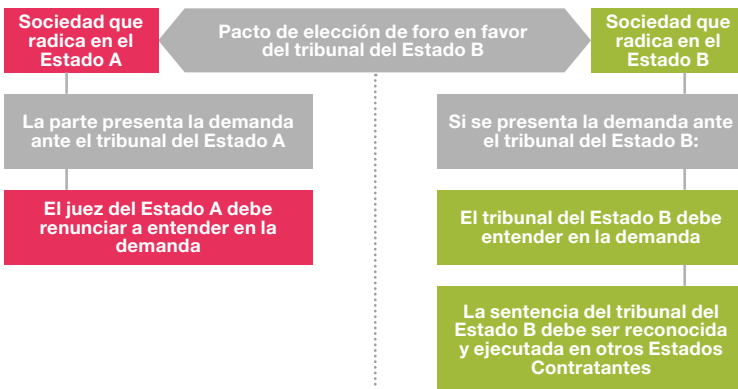 Sociedad que
radica en el
Estado A
Pacto de elección de foro en favor
del tribunal del Estado B
Sociedad que
radica en el
Estado B
La parte presenta la demanda
ante el tribunal del Estado A
El juez del Estado A debe
renunciar a entender en la
demanda
Si se presenta la demanda ante
el tribunal del Estado B:
El tribunal del Estado B debe
entender en la demanda
La sentencia del tribunal del
Estado B debe ser reconocida
y ejecutada en otros Estados
Contratantes